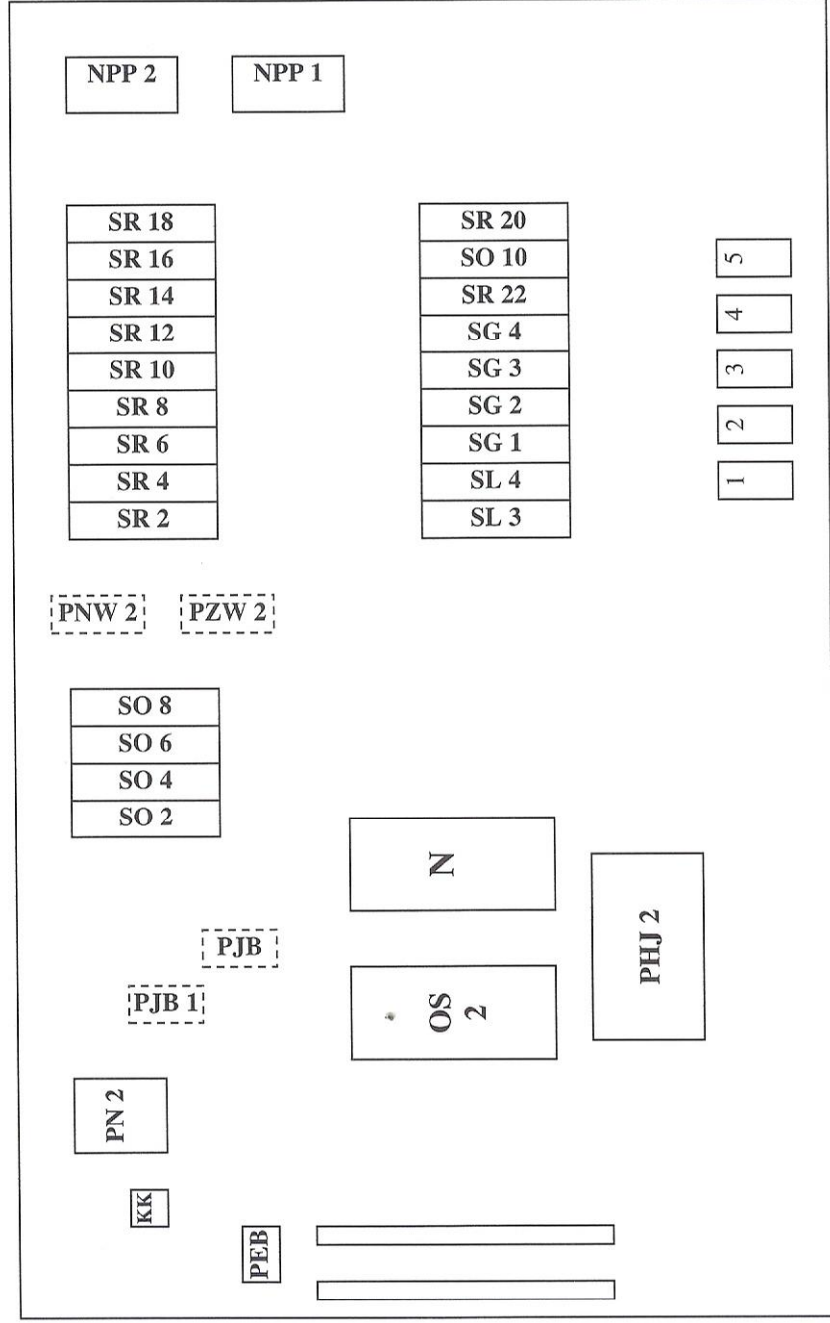 NPP 2
NPP 1
SR 18
SR 16
SR 14
SR 12
SR 10
SR 8
SR 6
SR 4
SR 2
SR 20
SO 10
SR 22
SG 4
SG 3
SG 2
SG 1
SL 4
SL 3
5
4
3
2
1
PNW 2
PZW 2
SO 8
SO 6
SO 4
SO 2
N
PJB
PJB 1
OS
2
PHJ 2
PN 2
KK
PEB